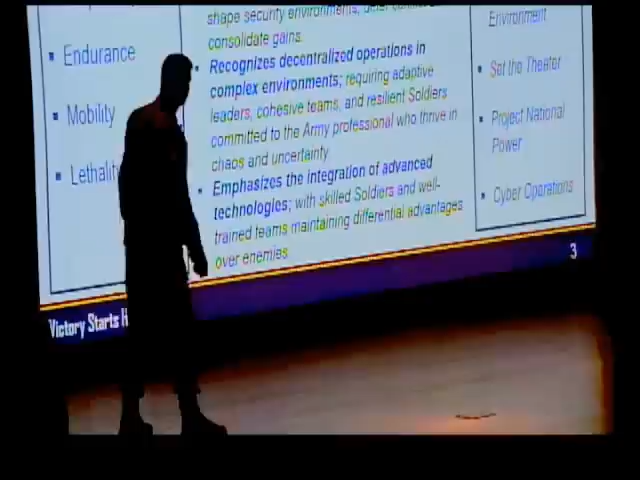 ▪ Endurance
▪ Mobility
▪ Lethality
shape security environments,
consolidate gains.
▪ Recognizes decentralized operations in
complex environments; requiring adaptive
leaders, cohesive teams, and resilient Soldiers
committed to the Army professional who thrive in
chaos and uncertainty
▪ Emphasizes the integration of advanced
technologies; with skilled Soldiers and well-
trained teams maintaining differential advantages
over enemies.
Environment
▪ Set the Theater
▪ Project National
Power
▪ Cyber Operations
Victory Starts H
3